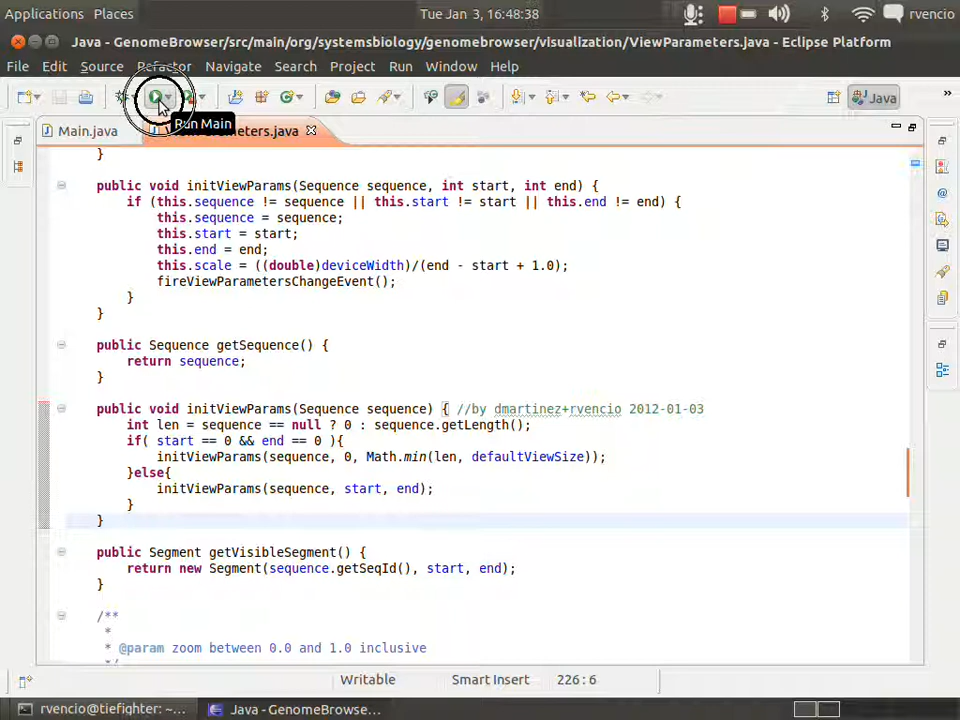 Applications Places Tue Jan 3, 16:48:38 rvencio
Java - GenomeBrowser/src/main/org/systemsbiology/genomebrowser/visualization/ViewParameters.java - Eclipse Platform
File Edit Source Refactor Navigate Search Project Run Window Help
Java »
Run Main
Main.java
}
public void initViewParams(Sequence sequence, int start, int end) {
if (this.sequence != sequence || this.start != start || this.end != end) {
this.sequence = sequence;
this.start = start;
this.end = end;
this.scale = ((double)deviceWidth)/(end - start + 1.0);
fireViewParametersChangeEvent();
}
}
public Sequence getSequence() {
return sequence;
}
public void initViewParams(Sequence sequence) { //by dmartinez+rvencio 2012-01-03
int len = sequence == null ? 0 : sequence.getLength();
if( start == 0 && end == 0 ){
initViewParams(sequence, 0, Math.min(len, defaultViewSize));
}else{
initViewParams(sequence, start, end);
}
}
public Segment getVisibleSegment() {
return new Segment(sequence.getSeqId(), start, end);
}
/**
*
* @param zoom between 0.0 and 1.0 inclusive
*/
Writable Smart Insert 226 : 6
rvencio@tiefighter: ~... Java - GenomeBrowse...